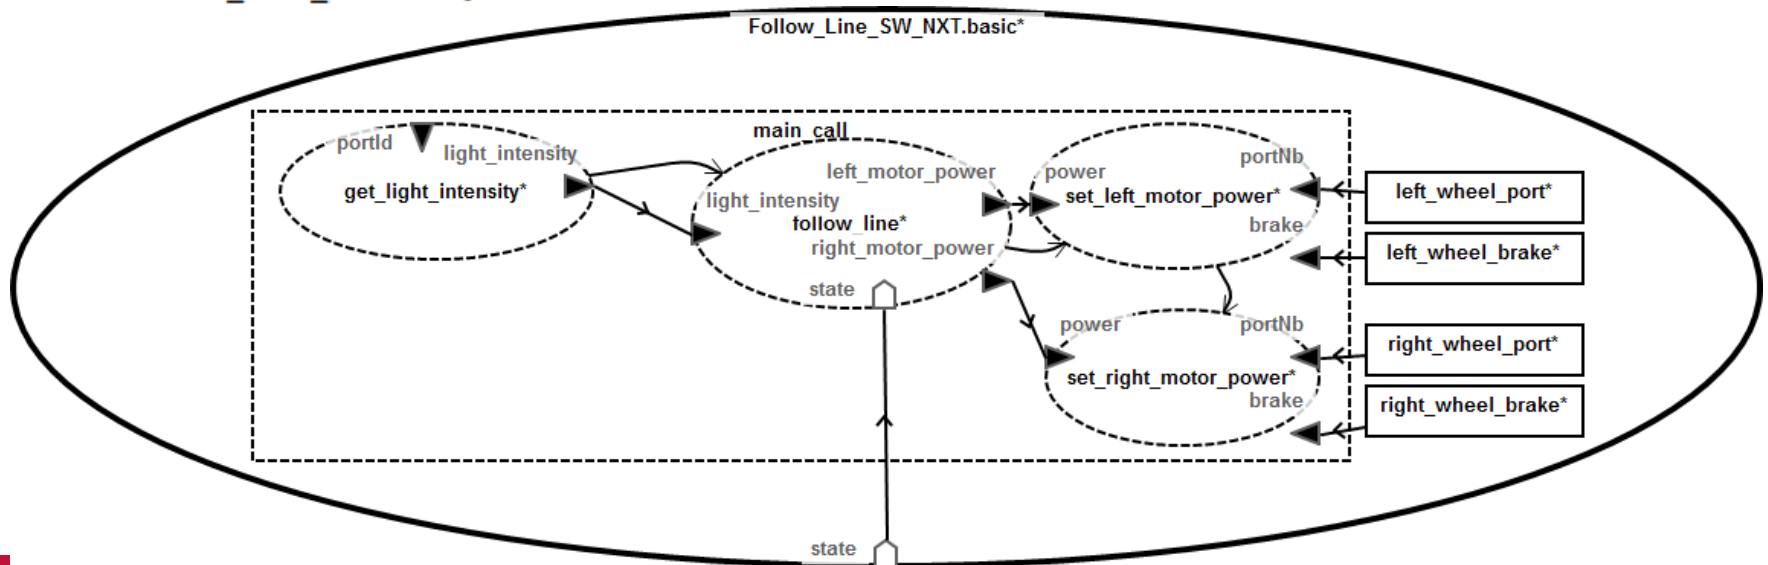 Follow_Line_SW_NXT.basic*
main_call
portId
light_intensity
get_light_intensity*
left_motor_power
light_intensity
follow_line*
right_motor_power
state
power
portNb
set_left_motor_power*
brake
left_wheel_port*
left_wheel_brake*
power
portNb
set_right_motor_power*
brake
right_wheel_port*
right_wheel_brake*
state